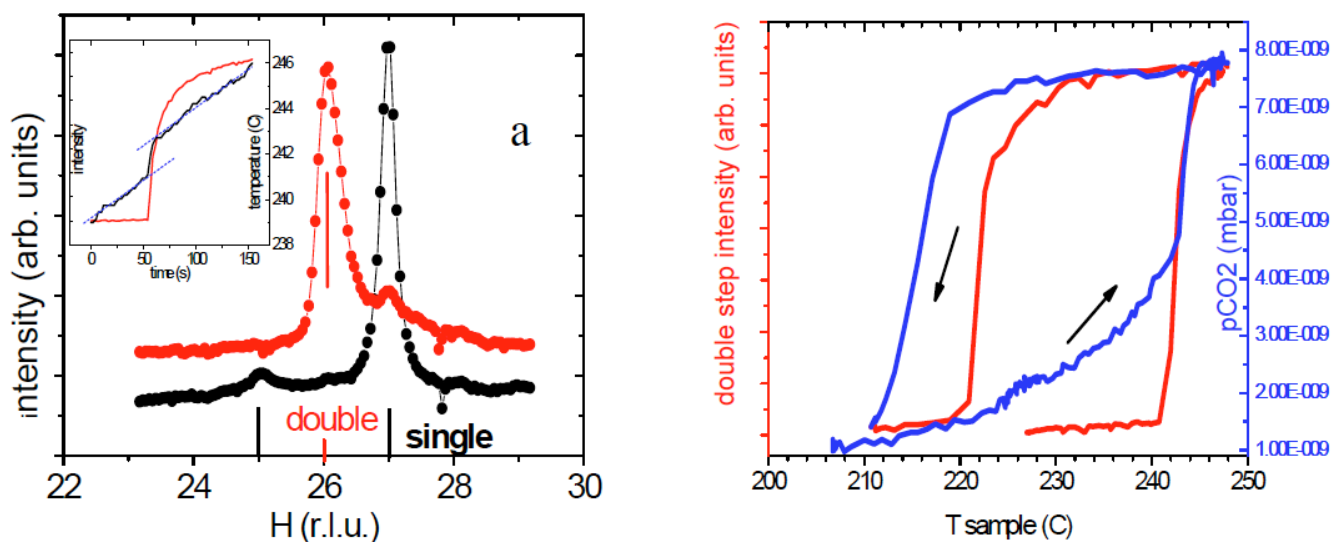 intensity (arb. units)
H (r.l.u.)
22 24 26 28 30
a
double
single
intensity
temperature (C)
246
244
242
240
238
0 50 100 150
time (s)
double step intensity (arb. units)
pCO2 (mbar)
8.00E-009
7.00E-009
6.00E-009
5.00E-009
4.00E-009
3.00E-009
2.00E-009
1.00E-009
200 210 220 230 240 250
T sample (C)